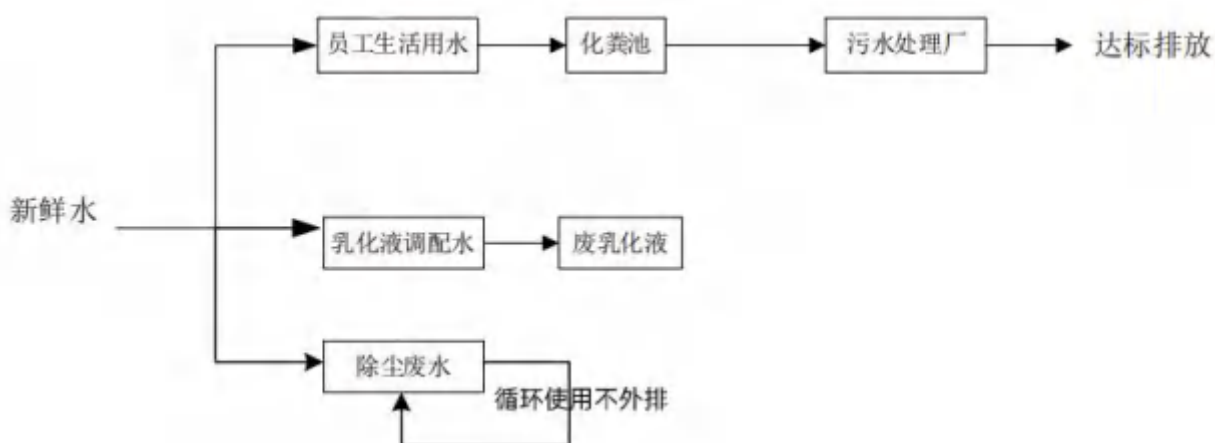 员工生活用水
化粪池
污水处理厂
达标排放
新鲜水
乳化液调配水
废乳化液
除尘废水
循环使用不外排